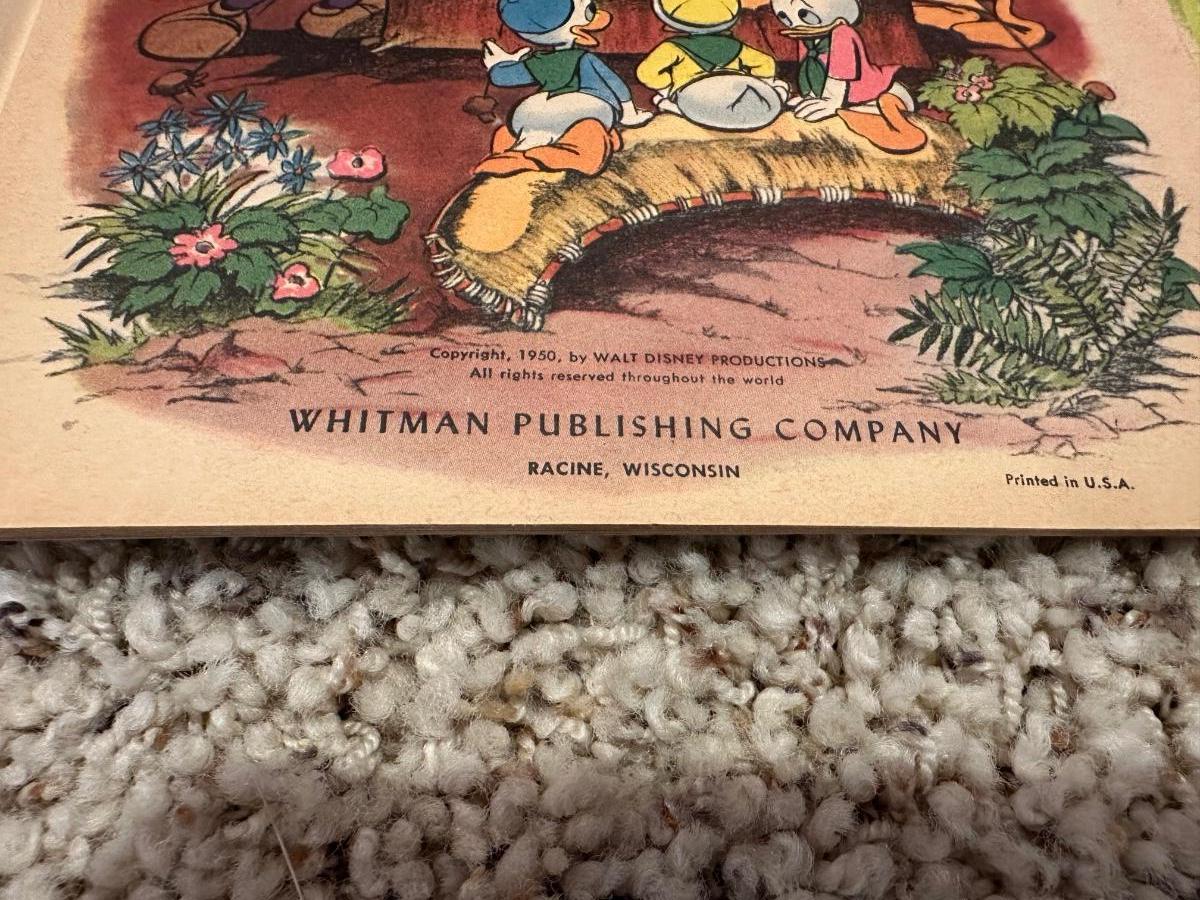 Copyright, 1950, by WALT DISNEY PRODUCTIONS
All rights reserved throughout the world
WHITMAN PUBLISHING COMPANY
RACINE, WISCONSIN
Printed in U.S.A.